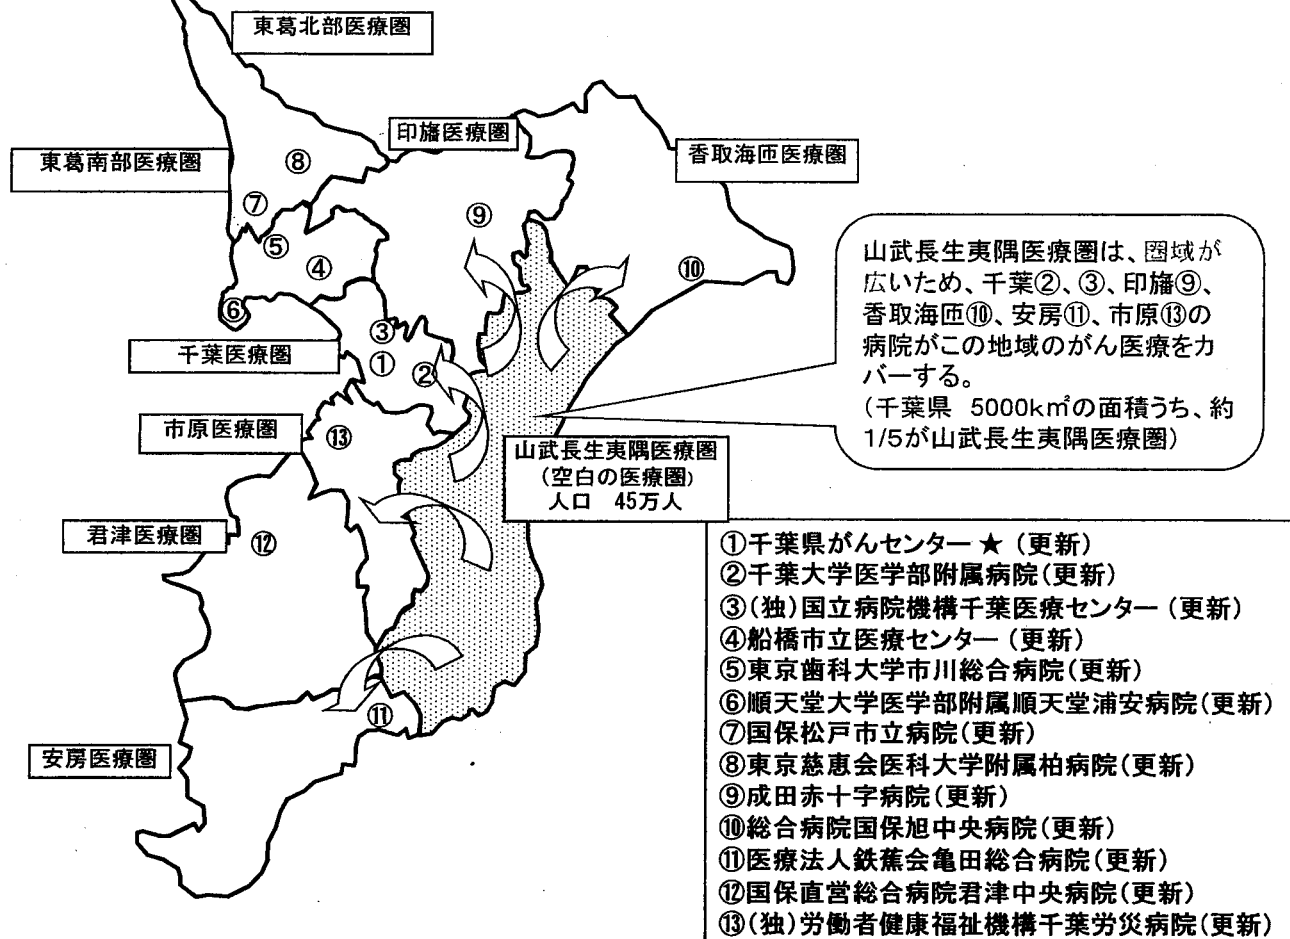 東葛北部医療圏
印旛医療圏
香取海匝医療圏
東葛南部医療圏
⑧
⑦
⑨
⑤
④
⑩
⑥
③
千葉医療圏
①
②
市原医療圏
⑬
山武長生夷隅医療圏は、圏域が
広いため、千葉②、③、印旛⑨、
香取海匝⑩、安房⑪、市原⑬の
病院がこの地域のがん医療をカ
バーする。
(千葉県 5000k㎡の面積うち、約
1/5が山武長生夷隅医療圏)
山武長生夷隅医療圏
(空白の医療圏)
人口 45万人
君津医療圏
⑫
⑪
安房医療圏
①千葉県がんセンター ★ (更新)
②千葉大学医学部附属病院(更新)
③(独)国立病院機構千葉医療センター (更新)
④船橋市立医療センター (更新)
⑤東京歯科大学市川総合病院(更新)
⑥順天堂大学医学部附属順天堂浦安病院(更新)
⑦国保松戸市立病院(更新)
⑧東京慈恵会医科大学附属柏病院(更新)
⑨成田赤十字病院(更新)
⑩総合病院国保旭中央病院(更新)
⑪医療法人鉄蕉会亀田総合病院(更新)
⑫国保直営総合病院君津中央病院(更新)
⑬(独)労働者健康福祉機構千葉労災病院(更新)